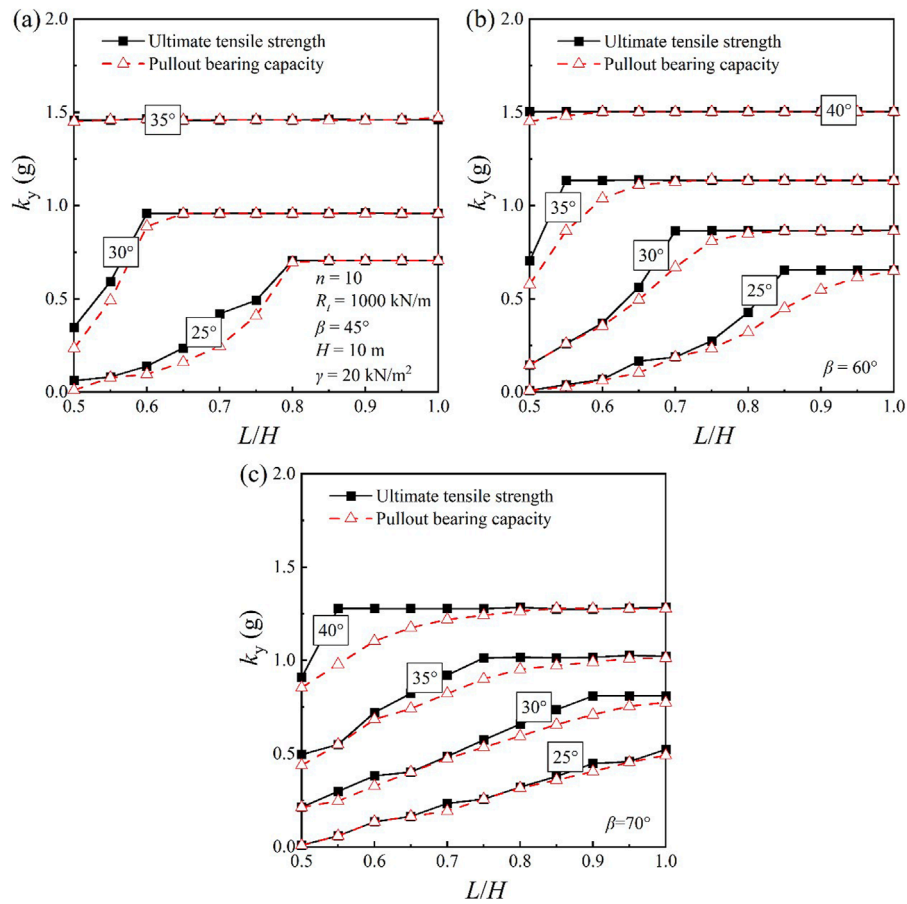 (a)
2.0
1.5
1.0
0.5
0.0
k_y (g)
Ultimate tensile strength
Pullout bearing capacity
35°
30°
25°
n = 10
R_t = 1000 kN/m
β = 45°
H = 10 m
γ = 20 kN/m²
0.5 0.6 0.7 0.8 0.9 1.0
L/H
(b)
2.0
1.5
1.0
0.5
0.0
k_y (g)
Ultimate tensile strength
Pullout bearing capacity
40°
35°
30°
25°
β = 60°
0.5 0.6 0.7 0.8 0.9 1.0
L/H
(c)
2.0
1.5
1.0
0.5
0.0
k_y (g)
Ultimate tensile strength
Pullout bearing capacity
40°
35°
30°
25°
β=70°
0.5 0.6 0.7 0.8 0.9 1.0
L/H